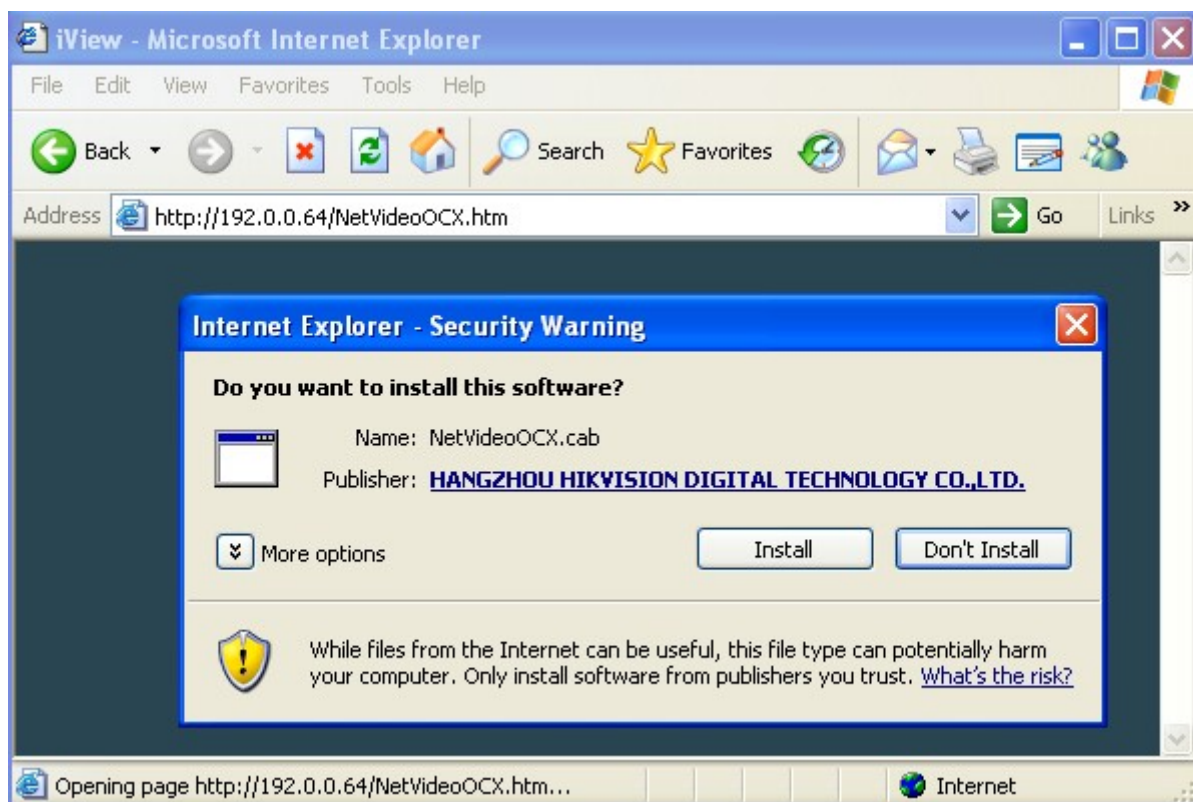 iView - Microsoft Internet Explorer
File Edit View Favorites Tools Help
Back Search Favorites
Address http://192.0.0.64/NetVideoOCX.htm Go Links »
Internet Explorer - Security Warning
Do you want to install this software?
Name: NetVideoOCX.cab
Publisher: HANGZHOU HIKVISION DIGITAL TECHNOLOGY CO.,LTD.
More options Install Don't Install
While files from the Internet can be useful, this file type can potentially harm
your computer. Only install software from publishers you trust. What's the risk?
Opening page http://192.0.0.64/NetVideoOCX.htm... Internet